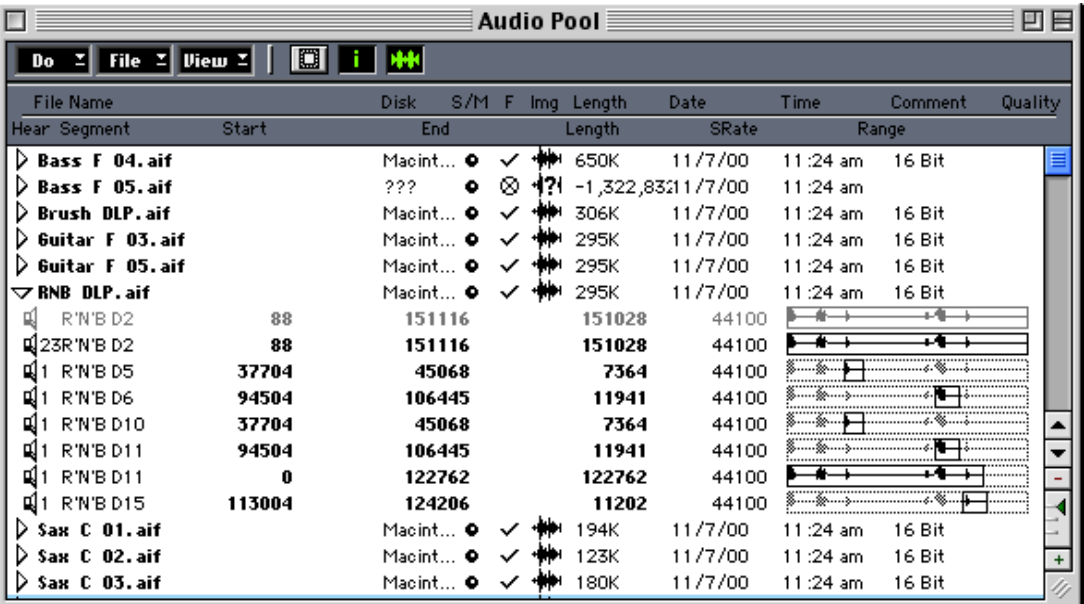 Audio Pool
Do File View i
File Name Disk S/M F Img Length Date Time Comment Quality
Hear Segment Start End Length SRate Range
Bass F 04.aif Macint... 650K 11/7/00 11:24 am 16 Bit
Bass F 05.aif ??? ? -1,322,83211/7/00 11:24 am
Brush DLP.aif Macint... 306K 11/7/00 11:24 am 16 Bit
Guitar F 03.aif Macint... 295K 11/7/00 11:24 am 16 Bit
Guitar F 05.aif Macint... 295K 11/7/00 11:24 am 16 Bit
RNB DLP.aif Macint... 295K 11/7/00 11:24 am 16 Bit
R'N'B D2 88 151116 151028 44100
23R'N'B D2 88 151116 151028 44100
1 R'N'B D5 37704 45068 7364 44100
1 R'N'B D6 94504 106445 11941 44100
1 R'N'B D10 37704 45068 7364 44100
1 R'N'B D11 94504 106445 11941 44100
1 R'N'B D11 0 122762 122762 44100
1 R'N'B D15 113004 124206 11202 44100
Sax C 01.aif Macint... 194K 11/7/00 11:24 am 16 Bit
Sax C 02.aif Macint... 123K 11/7/00 11:24 am 16 Bit
Sax C 03.aif Macint... 180K 11/7/00 11:24 am 16 Bit